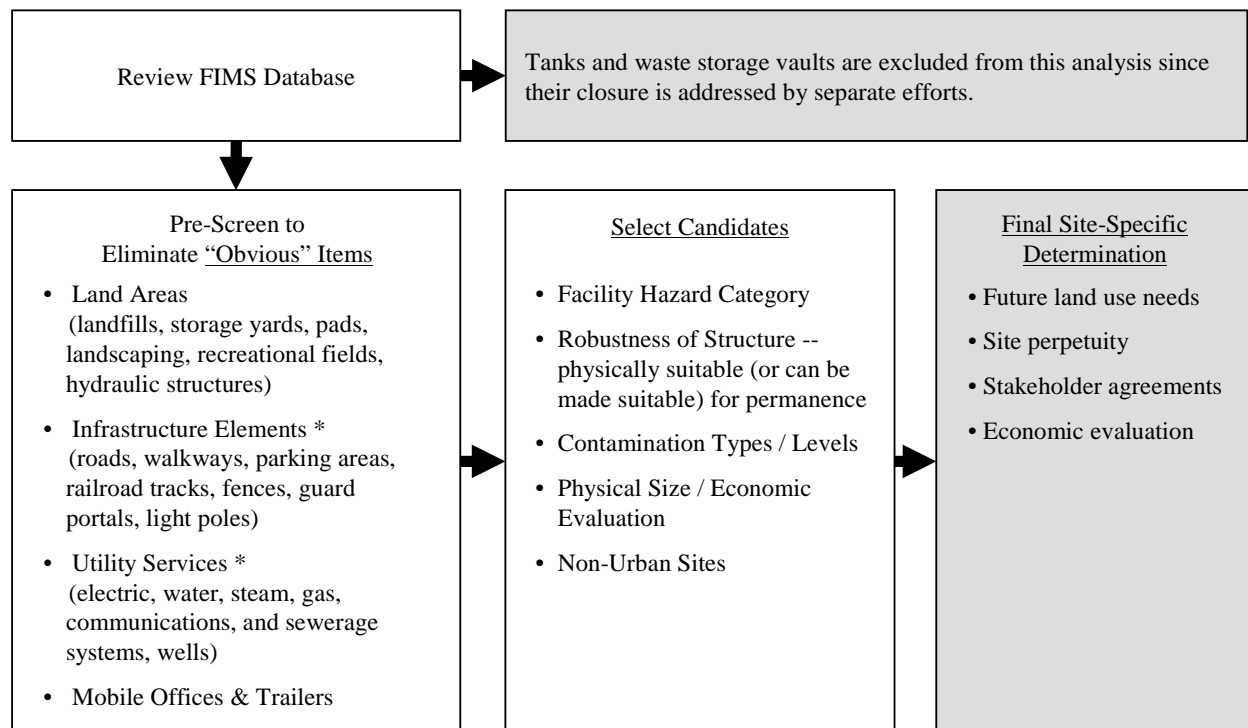 Review FIMS Database
Tanks and waste storage vaults are excluded from this analysis since
their closure is addressed by separate efforts.
Pre-Screen to
Eliminate “Obvious” Items
• Land Areas
(landfills, storage yards, pads,
landscaping, recreational fields,
hydraulic structures)
• Infrastructure Elements *
(roads, walkways, parking areas,
railroad tracks, fences, guard
portals, light poles)
• Utility Services *
(electric, water, steam, gas,
communications, and sewerage
systems, wells)
• Mobile Offices & Trailers
Select Candidates
• Facility Hazard Category
• Robustness of Structure --
physically suitable (or can be
made suitable) for permanence
• Contamination Types / Levels
• Physical Size / Economic
Evaluation
• Non-Urban Sites
Final Site-Specific
Determination
• Future land use needs
• Site perpetuity
• Stakeholder agreements
• Economic evaluation